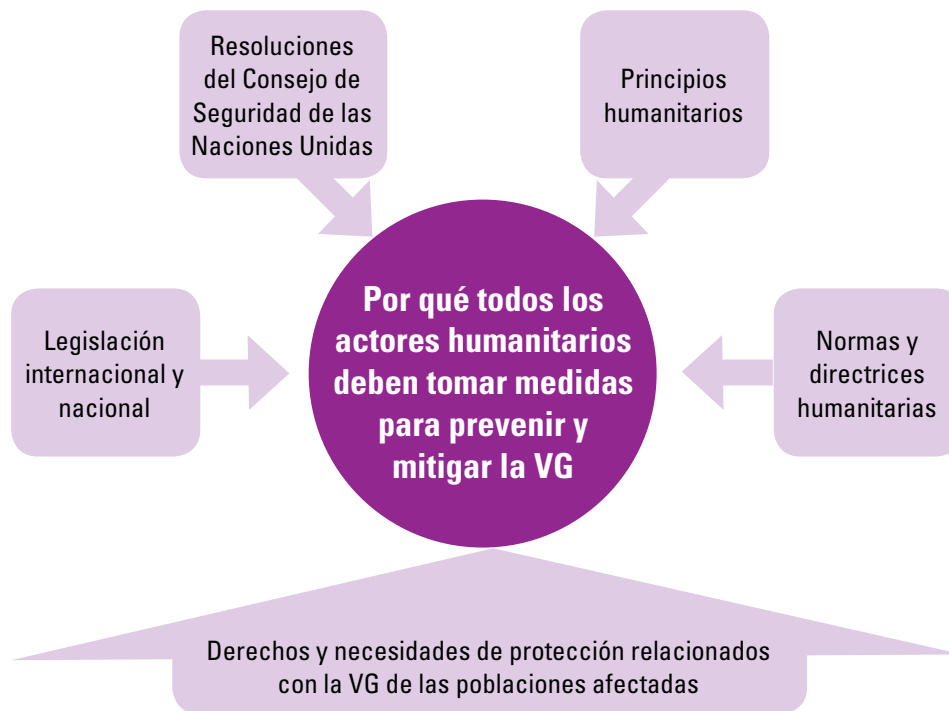 Resoluciones
del Consejo de
Seguridad de las
Naciones Unidas
Principios
humanitarios
Legislación
internacional y
nacional
Por qué todos los
actores humanitarios
deben tomar medidas
para prevenir y
mitigar la VG
Normas y
directrices
humanitarias
Derechos y necesidades de protección relacionados
con la VG de las poblaciones afectadas